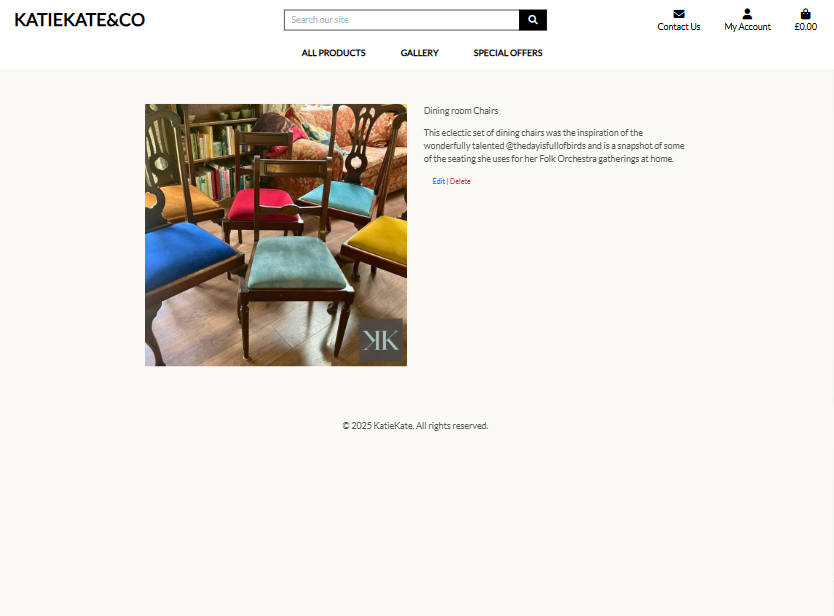 KATIEKATE&CO
Search our site
Contact Us
My Account
£0.00
ALL PRODUCTS
GALLERY
SPECIAL OFFERS
Dining room Chairs
This eclectic set of dining chairs was the inspiration of the
wonderfully talented @thedayisfullofbirds and is a snapshot of some
of the seating she uses for her Folk Orchestra gatherings at home.
Edit | Delete
KK
© 2025 KatieKate. All rights reserved.